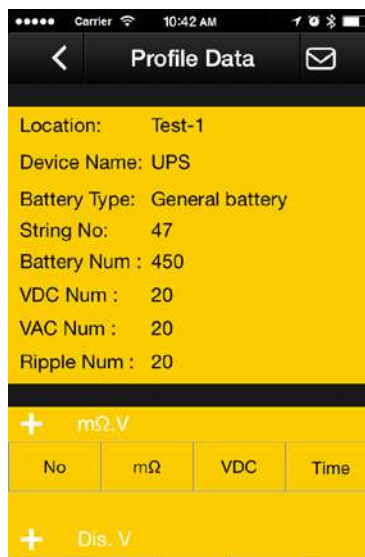 Carrier 10:42 AM
Profile Data
Location: Test-1
Device Name: UPS
Battery Type: General battery
String No: 47
Battery Num : 450
VDC Num : 20
VAC Num : 20
Ripple Num : 20
+ mΩ.V
No mΩ VDC Time
+ Dis. V